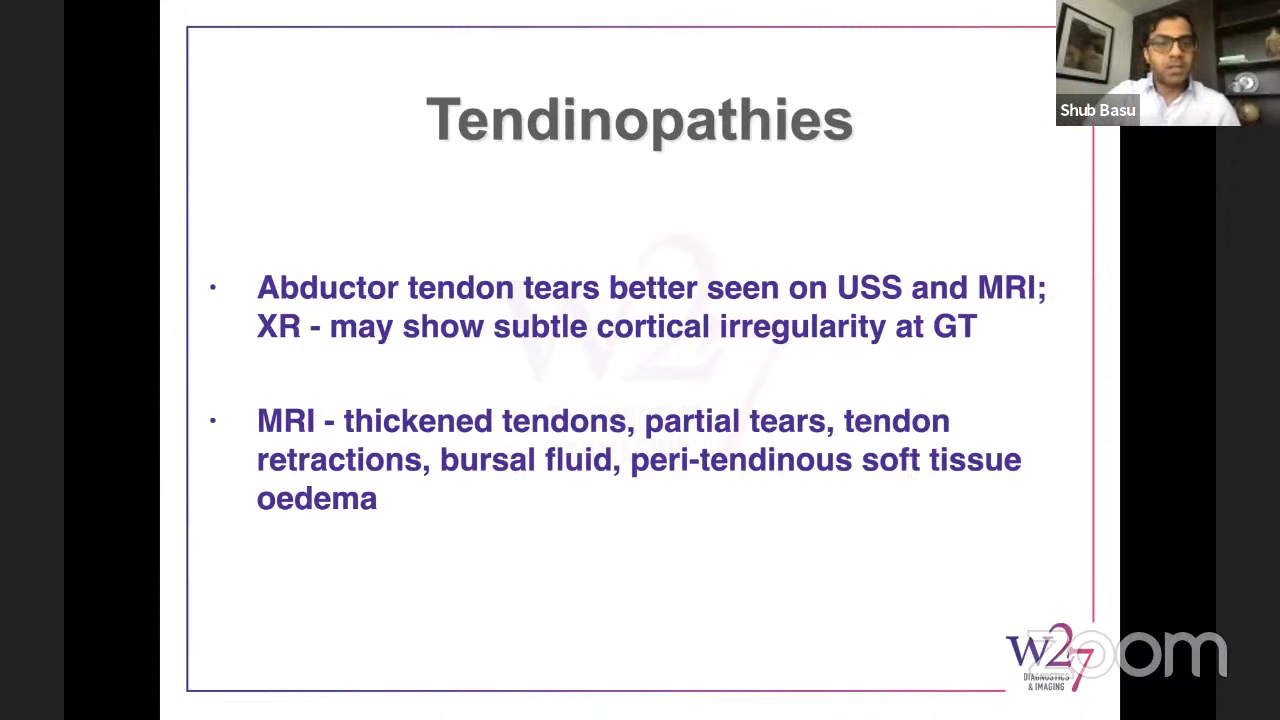 Shub Basu
Tendinopathies
· Abductor tendon tears better seen on USS and MRI;
XR - may show subtle cortical irregularity at GT
· MRI - thickened tendons, partial tears, tendon
retractions, bursal fluid, peri-tendinous soft tissue
oedema
W27
DIAGNOSTICS
& IMAGING
zoom